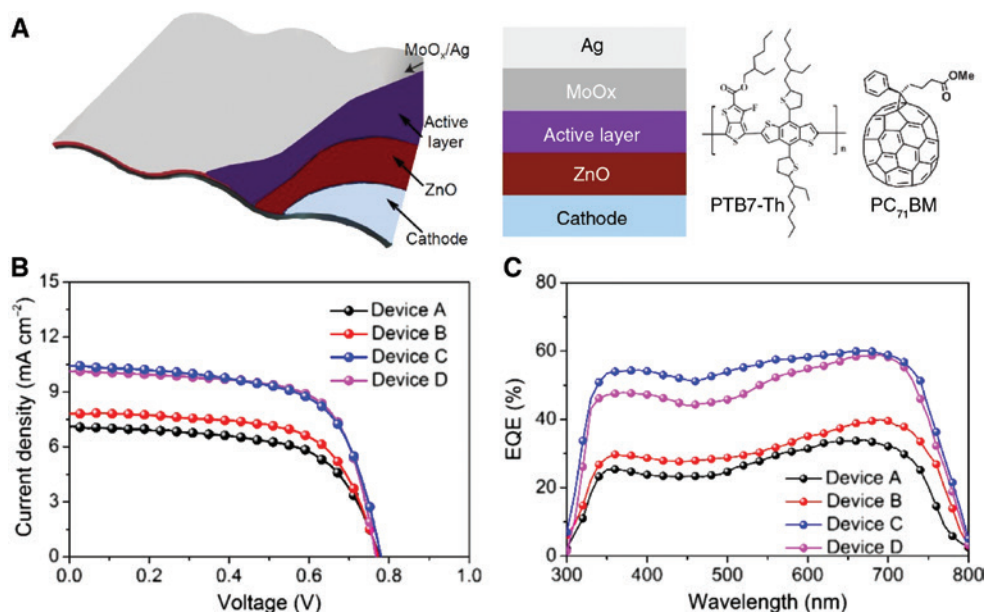 A
MoOₓ/Ag
Active
layer
ZnO
Cathode
Ag
MoOx
Active layer
ZnO
Cathode
O
O
F
S
S
S
S
S
S
n
PTB7-Th
OMe
O
PC₇₁BM
B
Current density (mA cm⁻²)
15
12
9
6
3
0
0.0 0.2 0.4 0.6 0.8 1.0
Voltage (V)
Device A
Device B
Device C
Device D
C
EQE (%)
80
60
40
20
0
300 400 500 600 700 800
Wavelength (nm)
Device A
Device B
Device C
Device D